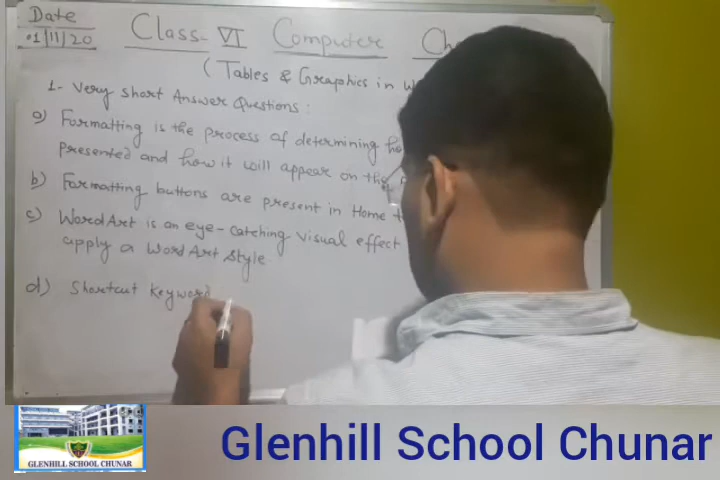 Date
01/11/20
Class-VI Computer Ch
(Tables & Graphics in W
1- Very short Answer Questions:
a) Formatting is the process of determining
presented and how it will appear on the
b) Formatting buttons are present in Home
c) WordArt is an eye-catching visual effect
apply a WordArt Style
d) Shortcut Keyword
GLENHILL SCHOOL CHUNAR
Glenhill School Chunar